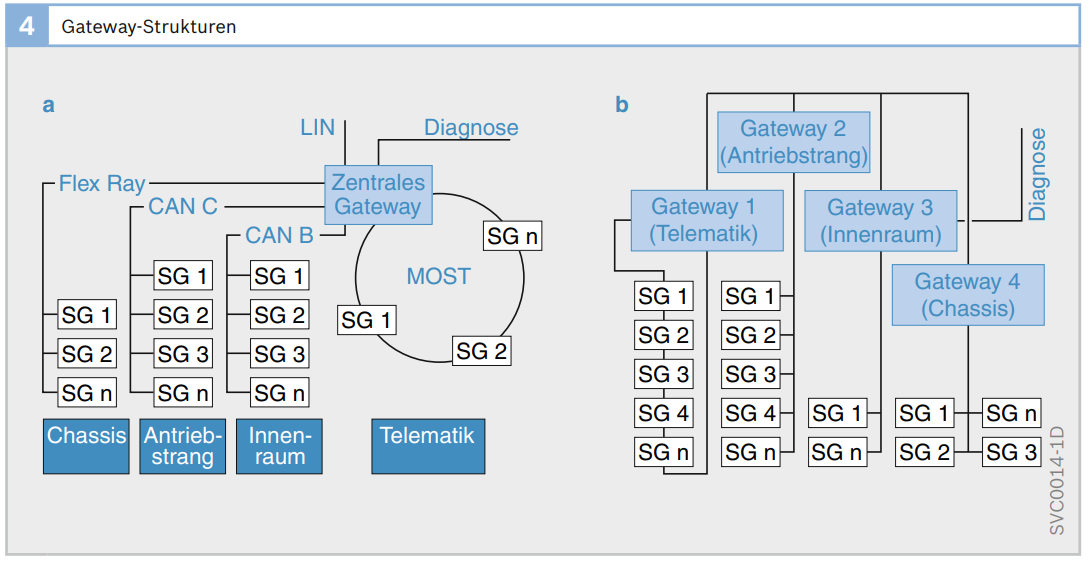 4 Gateway-Strukturen
a
LIN
Diagnose
Flex Ray
CAN C
CAN B
Zentrales
Gateway
MOST
SG n
SG 1
SG 2
SG 1
SG 2
SG n
SG 1
SG 2
SG 3
SG n
SG 1
SG 2
SG 3
SG n
Chassis
Antrieb-
strang
Innen-
raum
Telematik
b
Gateway 2
(Antriebstrang)
Gateway 1
(Telematik)
Gateway 3
(Innenraum)
Gateway 4
(Chassis)
Diagnose
SG 1
SG 2
SG 3
SG 4
SG n
SG 1
SG 2
SG 3
SG 4
SG n
SG 1
SG n
SG 1
SG n
SG 2
SG 3
SVC0014-1D